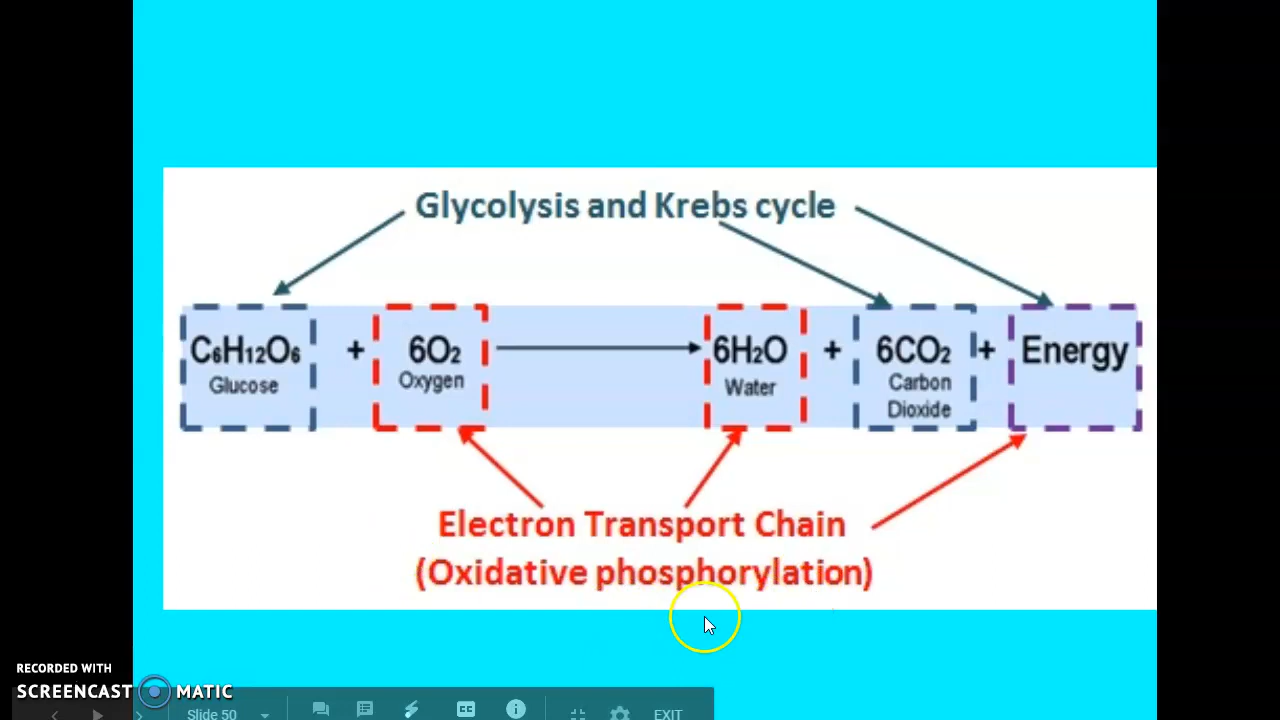 Glycolysis and Krebs cycle
C6H12O6 + 6O2 6H2O + 6CO2 + Energy
Glucose Oxygen Water Carbon
Dioxide
Electron Transport Chain
(Oxidative phosphorylation)
RECORDED WITH
SCREENCAST MATIC
Slide 50 CC EXIT